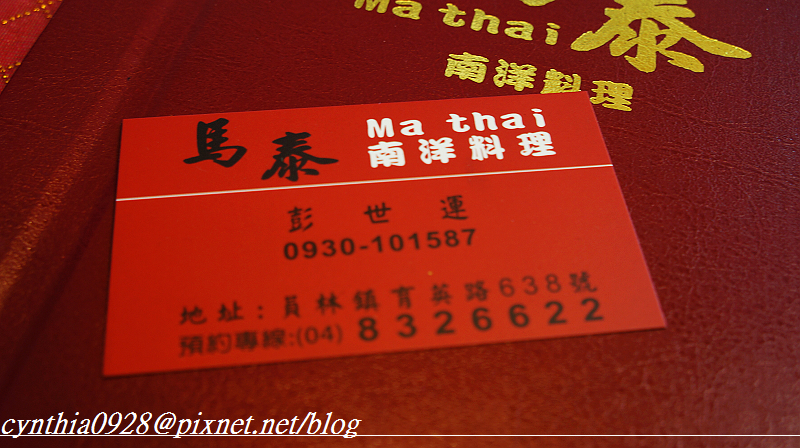 Ma thai 泰
南洋料理
馬泰 Ma thai
南洋料理
彭世運
0930-101587
地址:員林鎮育英路638號
預約專線:(04) 8326622
cynthia0928@pixnet.net/blog